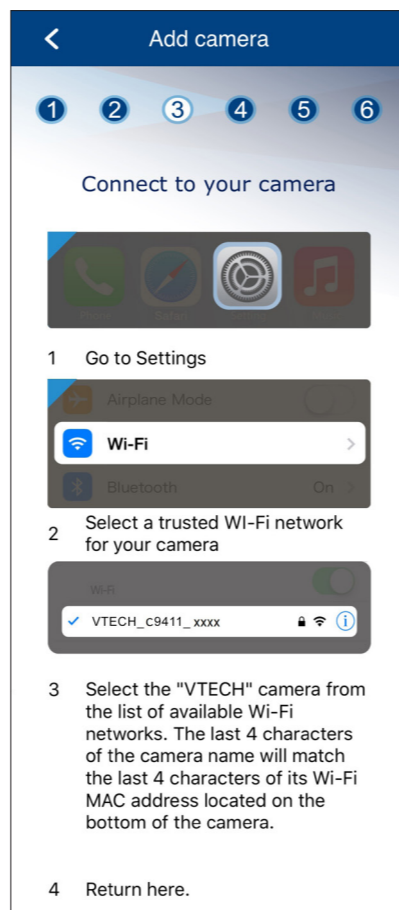 Add camera
1 2 3 4 5 6
Connect to your camera
Phone Safari
1 Go to Settings
Airplane Mode
Wi-Fi
Bluetooth On
2 Select a trusted WI-Fi network
for your camera
Wi-Fi
VTECH_C9411_xxxx
3 Select the "VTECH" camera from
the list of available Wi-Fi
networks. The last 4 characters
of the camera name will match
the last 4 characters of its Wi-Fi
MAC address located on the
bottom of the camera.
4 Return here.